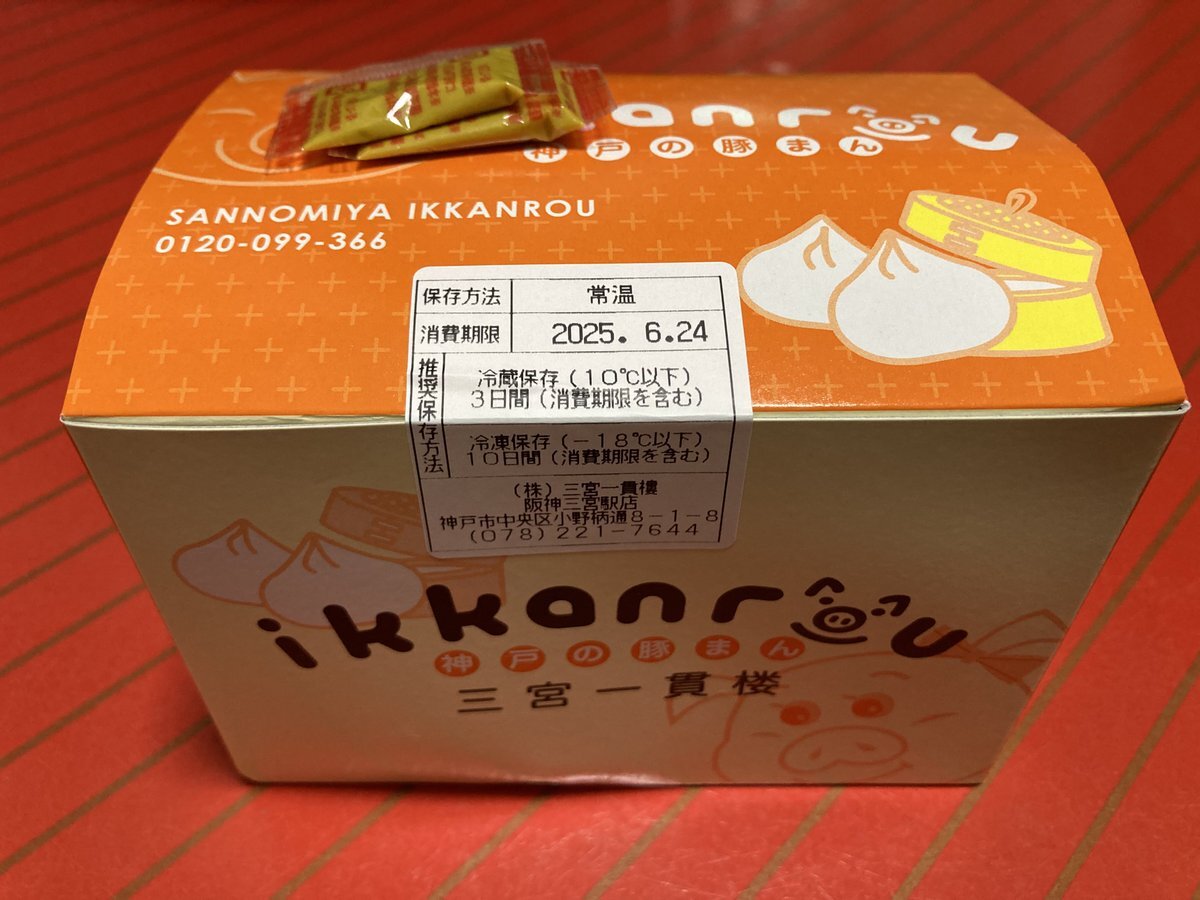 anrou
神戸の豚まん
SANNOMIYA IKKANROU
0120-099-366
保存方法 常温
消費期限 2025. 6.24
推奨保存方法
冷蔵保存(10℃以下)
3日間(消費期限を含む)
冷凍保存(-18℃以下)
10日間(消費期限を含む)
(株)三宮一貫樓
阪神三宮駅店
神戸市中央区小野柄通8-1-8
(078)221-7644
ikkanrou
神戸の豚まん
三宮一貫楼